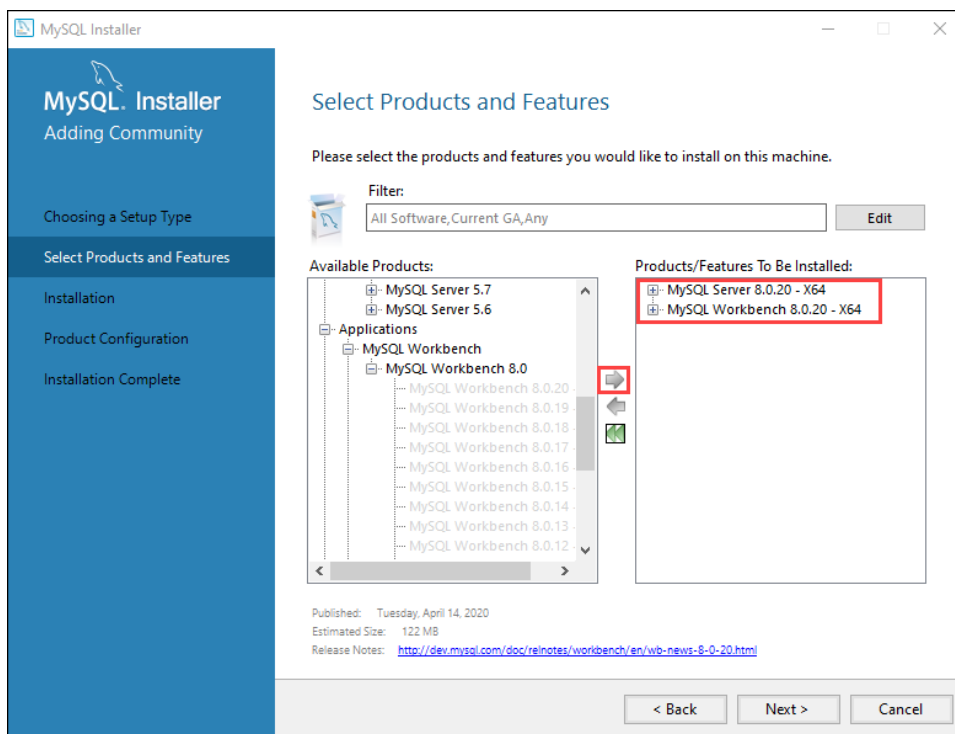 MySQL Installer
MySQL. Installer
Adding Community
Choosing a Setup Type
Select Products and Features
Installation
Product Configuration
Installation Complete
Select Products and Features
Please select the products and features you would like to install on this machine.
Filter:
All Software,Current GA,Any
Edit
Available Products:
MySQL Server 5.7
MySQL Server 5.6
Applications
MySQL Workbench
MySQL Workbench 8.0
MySQL Workbench 8.0.20 -
MySQL Workbench 8.0.19 -
MySQL Workbench 8.0.18 -
MySQL Workbench 8.0.17 -
MySQL Workbench 8.0.16 -
MySQL Workbench 8.0.15 -
MySQL Workbench 8.0.14 -
MySQL Workbench 8.0.13 -
MySQL Workbench 8.0.12 -
Products/Features To Be Installed:
MySQL Server 8.0.20 - X64
MySQL Workbench 8.0.20 - X64
Published: Tuesday, April 14, 2020
Estimated Size: 122 MB
Release Notes: http://dev.mysql.com/doc/relnotes/workbench/en/wb-news-8-0-20.html
< Back
Next >
Cancel